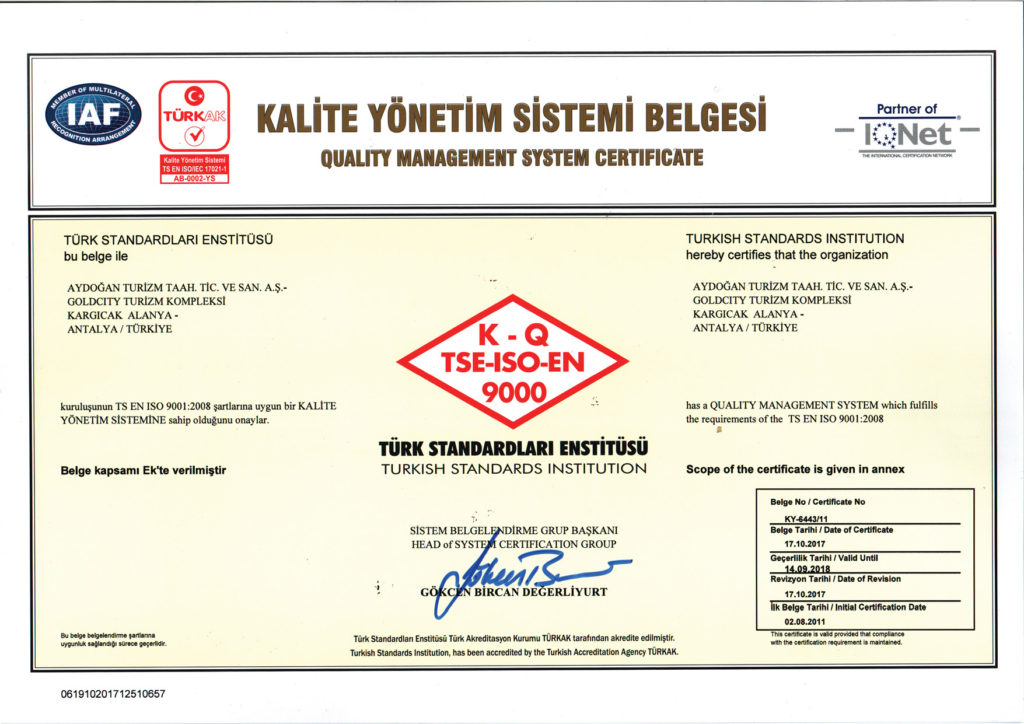 MEMBER OF MULTILATERAL
IAF
RECOGNITION ARRANGEMENT
TÜRKAK
Kalite Yönetim Sistemi
TS EN ISO/IEC 17021-1
AB-0002-YS
KALİTE YÖNETİM SİSTEMİ BELGESİ
QUALITY MANAGEMENT SYSTEM CERTIFICATE
Partner of
IQNet®
THE INTERNATIONAL CERTIFICATION NETWORK
TÜRK STANDARDLARI ENSTİTÜSÜ
bu belge ile
AYDOĞAN TURİZM TAAH. TİC. VE SAN. A.Ş.-
GOLDCITY TURİZM KOMPLEKSİ
KARGICAK ALANYA -
ANTALYA / TÜRKİYE
kuruluşunun TS EN ISO 9001:2008 şartlarına uygun bir KALİTE
YÖNETİM SİSTEMİNE sahip olduğunu onaylar.
Belge kapsamı Ek'te verilmiştir
K - Q
TSE-ISO-EN
9000
TÜRK STANDARDLARI ENSTİTÜSÜ
TURKISH STANDARDS INSTITUTION
TURKISH STANDARDS INSTITUTION
hereby certifies that the organization
AYDOĞAN TURİZM TAAH. TİC. VE SAN. A.Ş.-
GOLDCITY TURİZM KOMPLEKSİ
KARGICAK ALANYA -
ANTALYA / TÜRKİYE
has a QUALITY MANAGEMENT SYSTEM which fulfills
the requirements of the TS EN ISO 9001:2008
Scope of the certificate is given in annex
SİSTEM BELGELENDİRME GRUP BAŞKANI
HEAD of SYSTEM CERTIFICATION GROUP
GÖKÇEN BİRCAN DEĞERLİYURT
Belge No / Certificate No
KY-6443/11
Belge Tarihi / Date of Certificate
17.10.2017
Geçerlilik Tarihi / Valid Until
14.09.2018
Revizyon Tarihi / Date of Revision
17.10.2017
İlk Belge Tarihi / Initial Certification Date
02.08.2011
Bu belge belgelendirme şartlarına
uygunluk sağlandığı sürece geçerlidir.
Türk Standardları Enstitüsü Türk Akreditasyon Kurumu TÜRKAK tarafından akredite edilmiştir.
Turkish Standards Institution, has been accredited by the Turkish Accreditation Agency TÜRKAK.
This certificate is valid provided that compliance
with the certification requirement is maintained.
061910201712510657